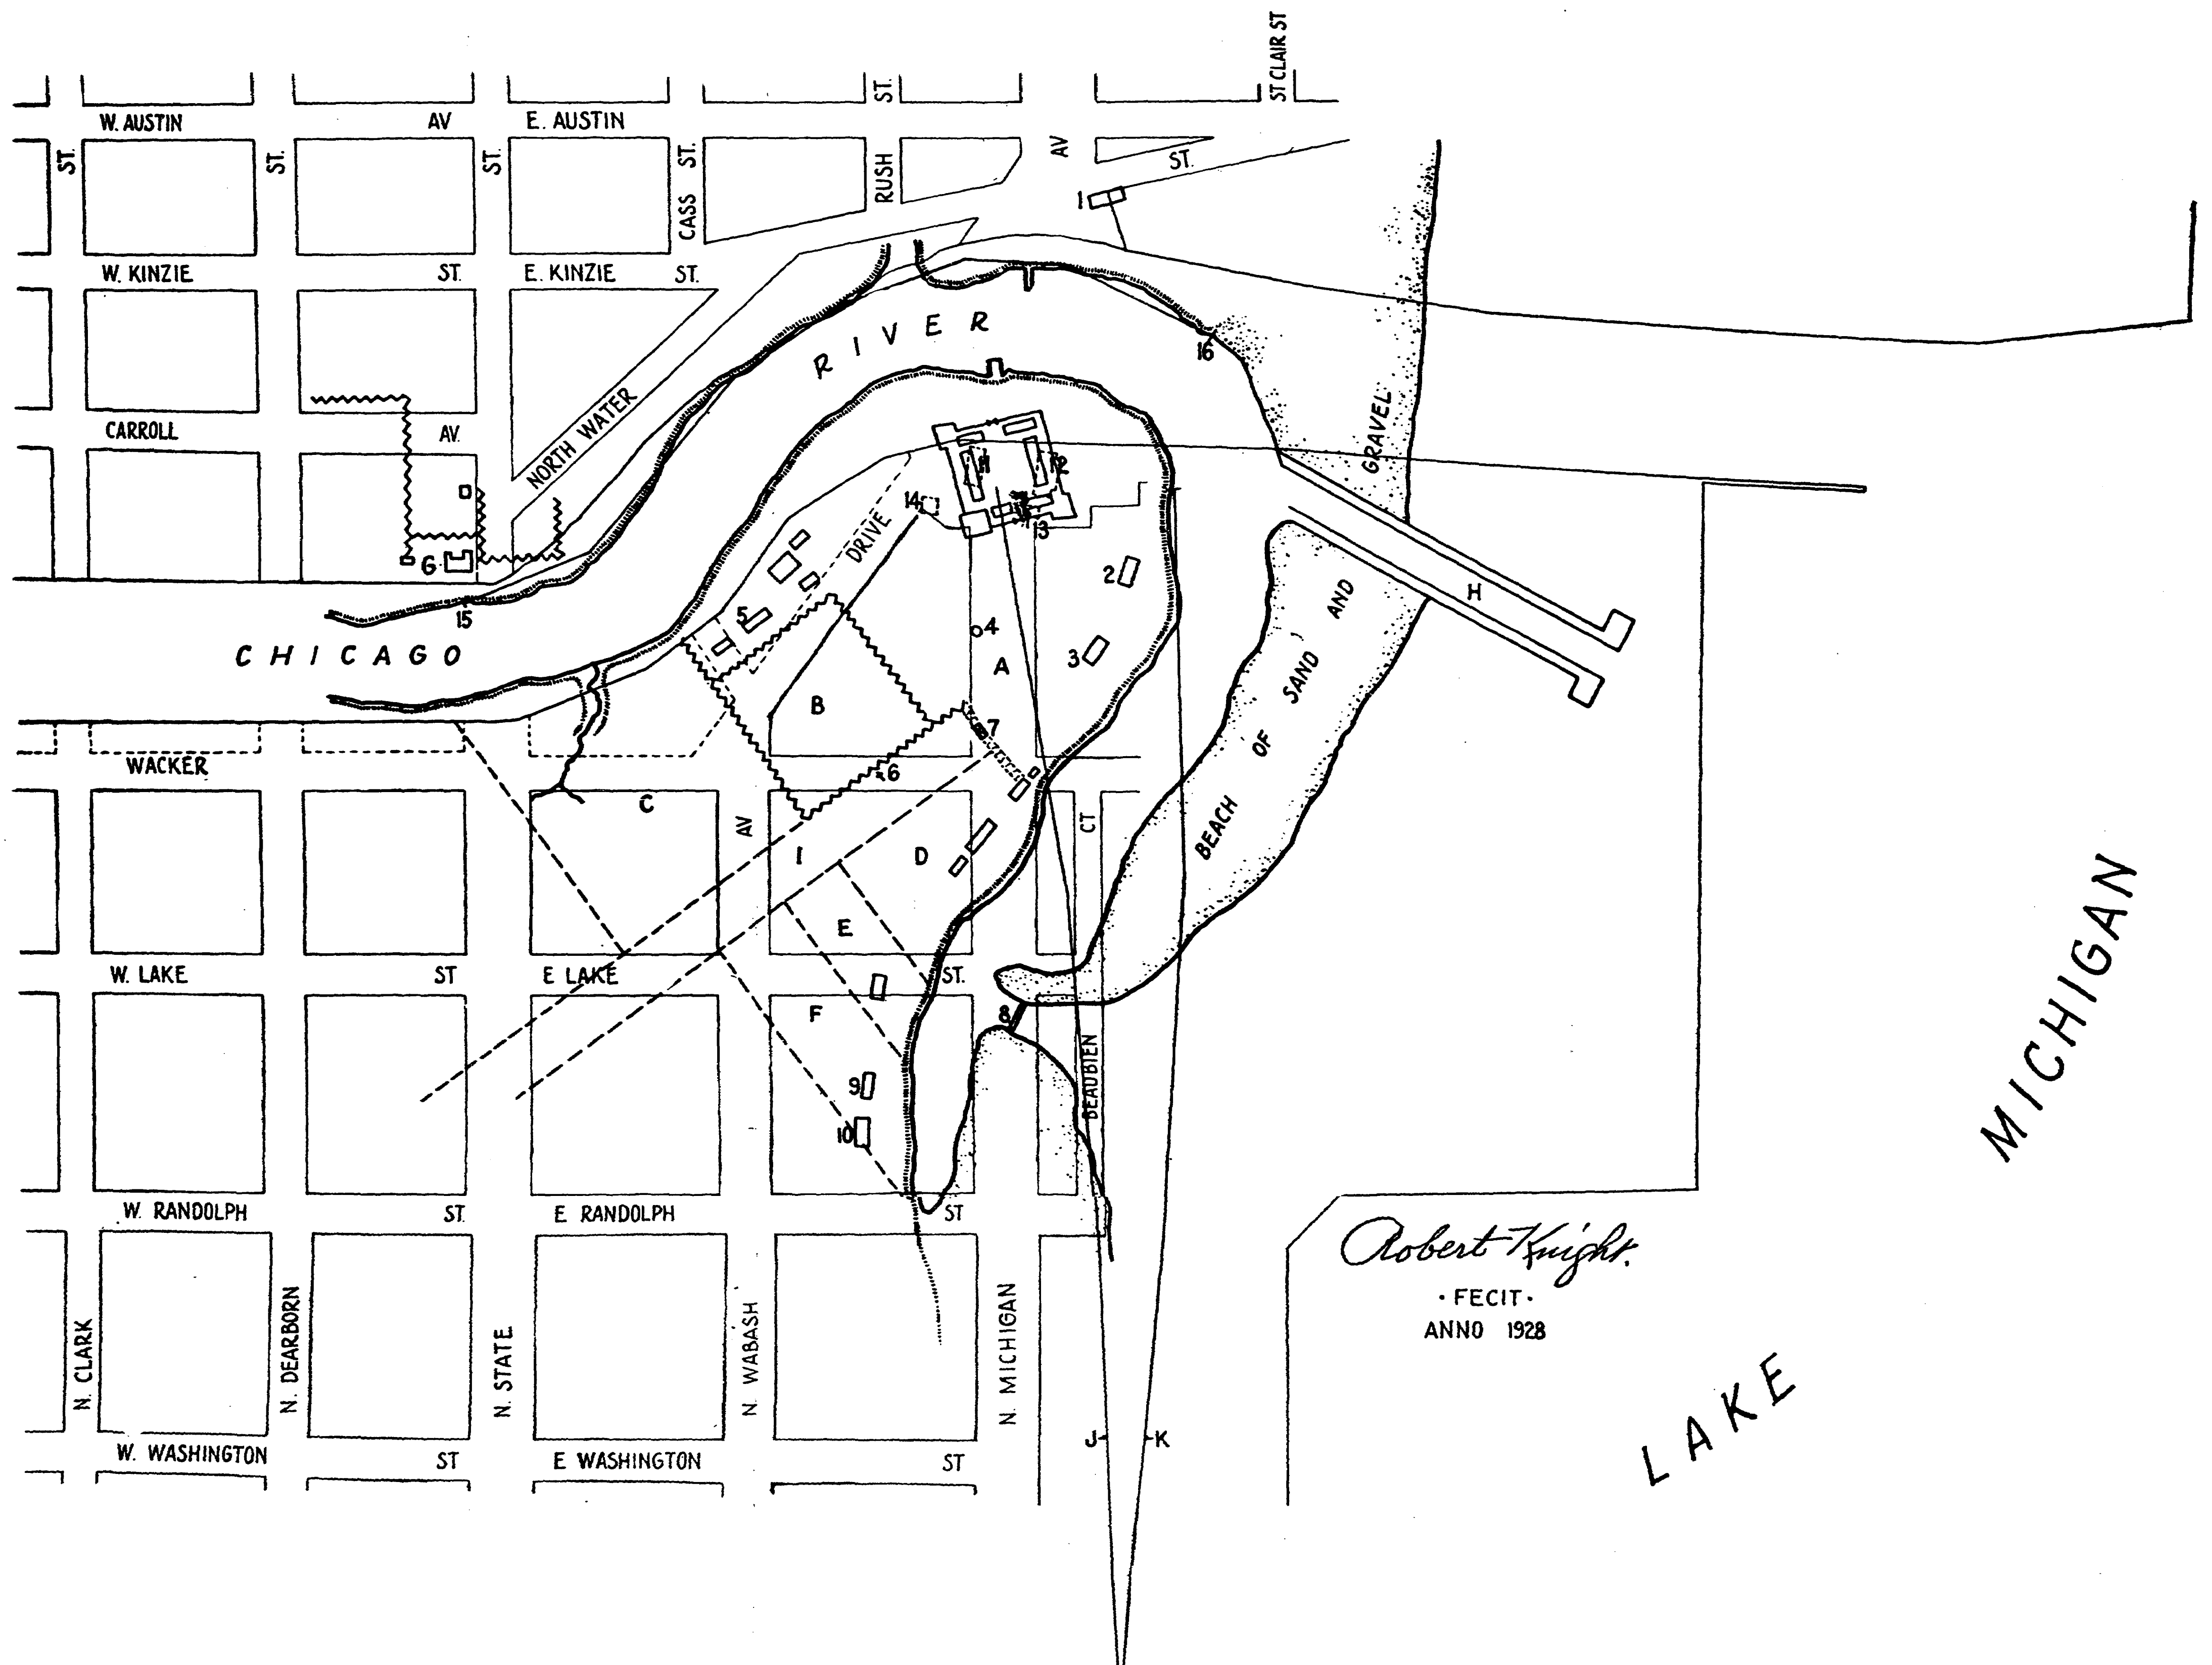 ST CLAIR ST
ST.
W. AUSTIN AV E. AUSTIN
ST. ST. ST. CASS ST. RUSH AV ST.
1
W. KINZIE ST. E. KINZIE ST.
RIVER
16
CARROLL AV.
NORTH WATER
GRAVEL
11 12
14
13
DRIVE
6
2
H
15
5
4
3
A
CHICAGO
BEACH OF SAND AND
B
7
WACKER
6
C
AV
CT
I
D
E
W. LAKE ST E LAKE ST.
F
8
BEAUBIEN
9
10
MICHIGAN
W. RANDOLPH ST. E RANDOLPH ST
Robert Knight.
· FECIT ·
ANNO 1928
N. CLARK
N. DEARBORN
N. STATE
N. WABASH
N. MICHIGAN
LAKE
J K
W. WASHINGTON ST E WASHINGTON ST